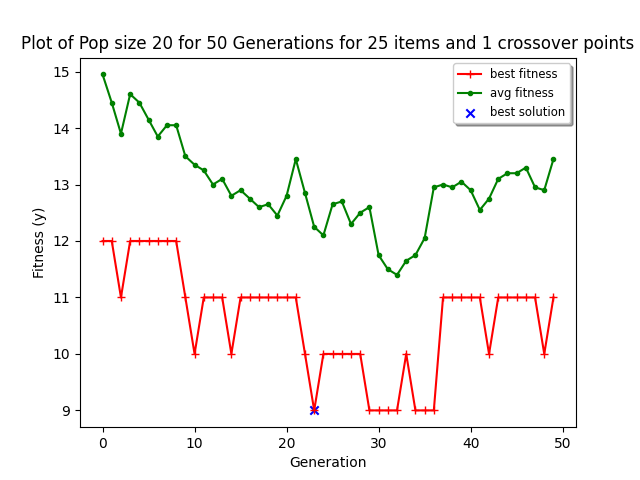 Plot of Pop size 20 for 50 Generations for 25 items and 1 crossover points
best fitness
avg fitness
best solution
Fitness (y)
15
14
13
12
11
10
9
0
10
20
30
40
50
Generation